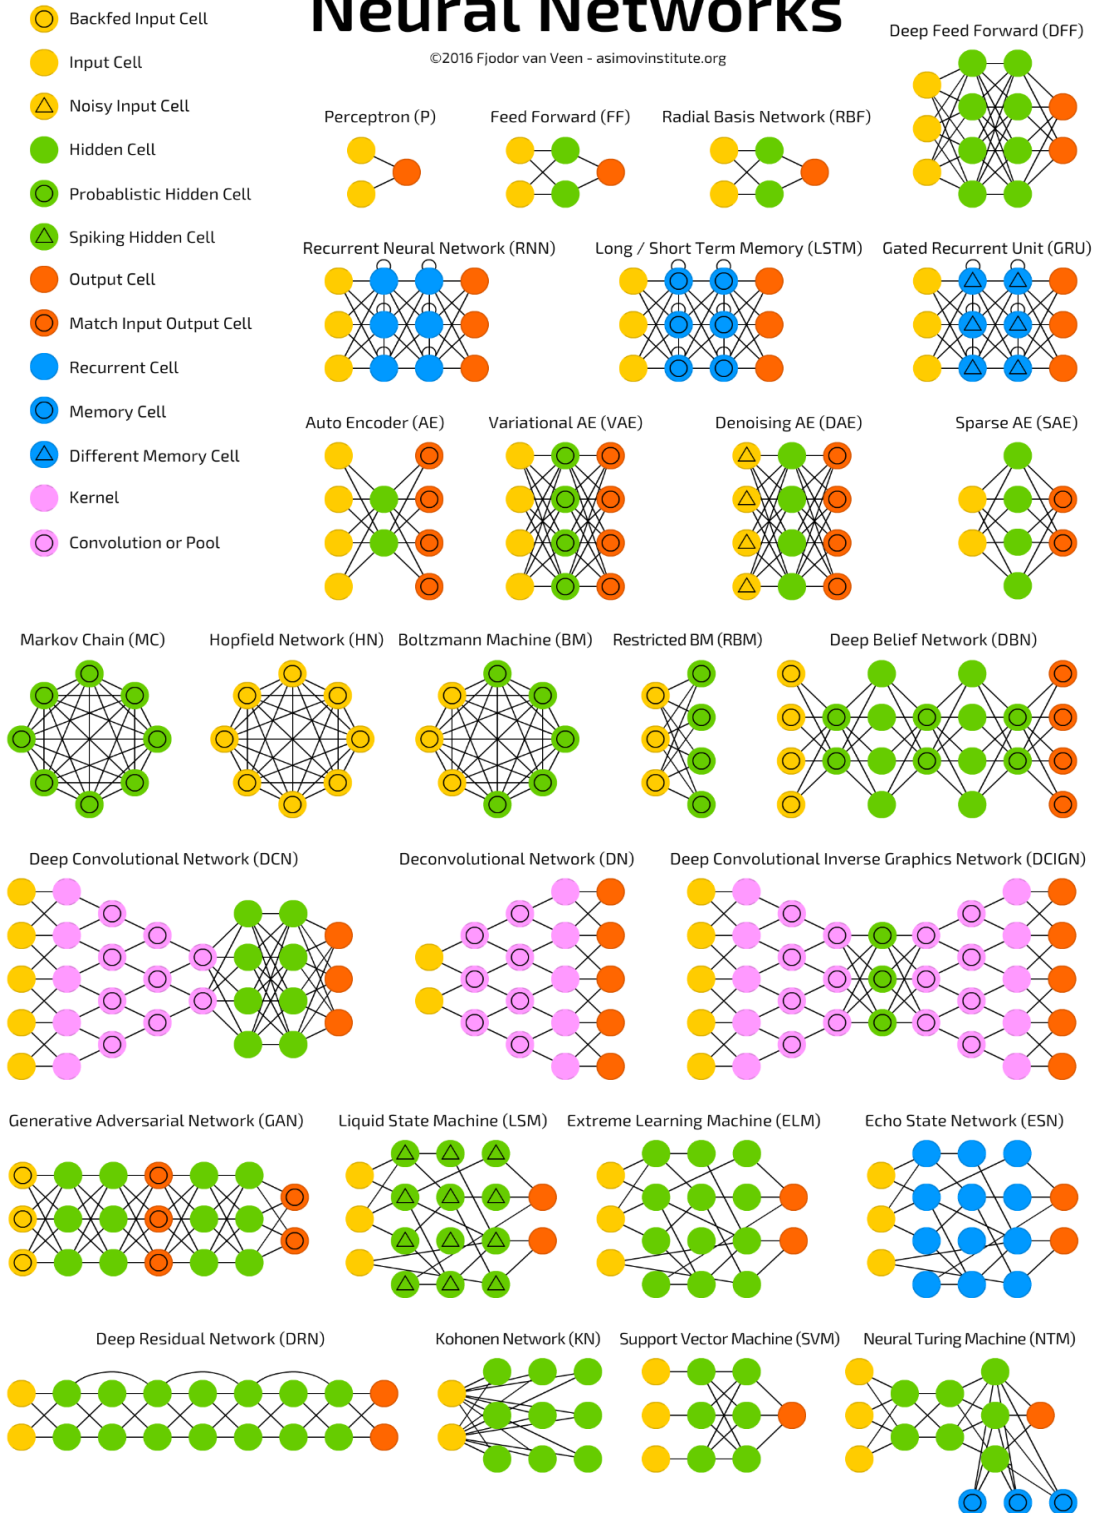 Neural Networks
©2016 Fjodor van Veen - asimovinstitute.org
Backfed Input Cell
Input Cell
Noisy Input Cell
Hidden Cell
Probablistic Hidden Cell
Spiking Hidden Cell
Output Cell
Match Input Output Cell
Recurrent Cell
Memory Cell
Different Memory Cell
Kernel
Convolution or Pool
Deep Feed Forward (DFF)
Perceptron (P)
Feed Forward (FF)
Radial Basis Network (RBF)
Recurrent Neural Network (RNN)
Long / Short Term Memory (LSTM)
Gated Recurrent Unit (GRU)
Auto Encoder (AE)
Variational AE (VAE)
Denoising AE (DAE)
Sparse AE (SAE)
Markov Chain (MC)
Hopfield Network (HN)
Boltzmann Machine (BM)
Restricted BM (RBM)
Deep Belief Network (DBN)
Deep Convolutional Network (DCN)
Deconvolutional Network (DN)
Deep Convolutional Inverse Graphics Network (DCIGN)
Generative Adversarial Network (GAN)
Liquid State Machine (LSM)
Extreme Learning Machine (ELM)
Echo State Network (ESN)
Deep Residual Network (DRN)
Kohonen Network (KN)
Support Vector Machine (SVM)
Neural Turing Machine (NTM)